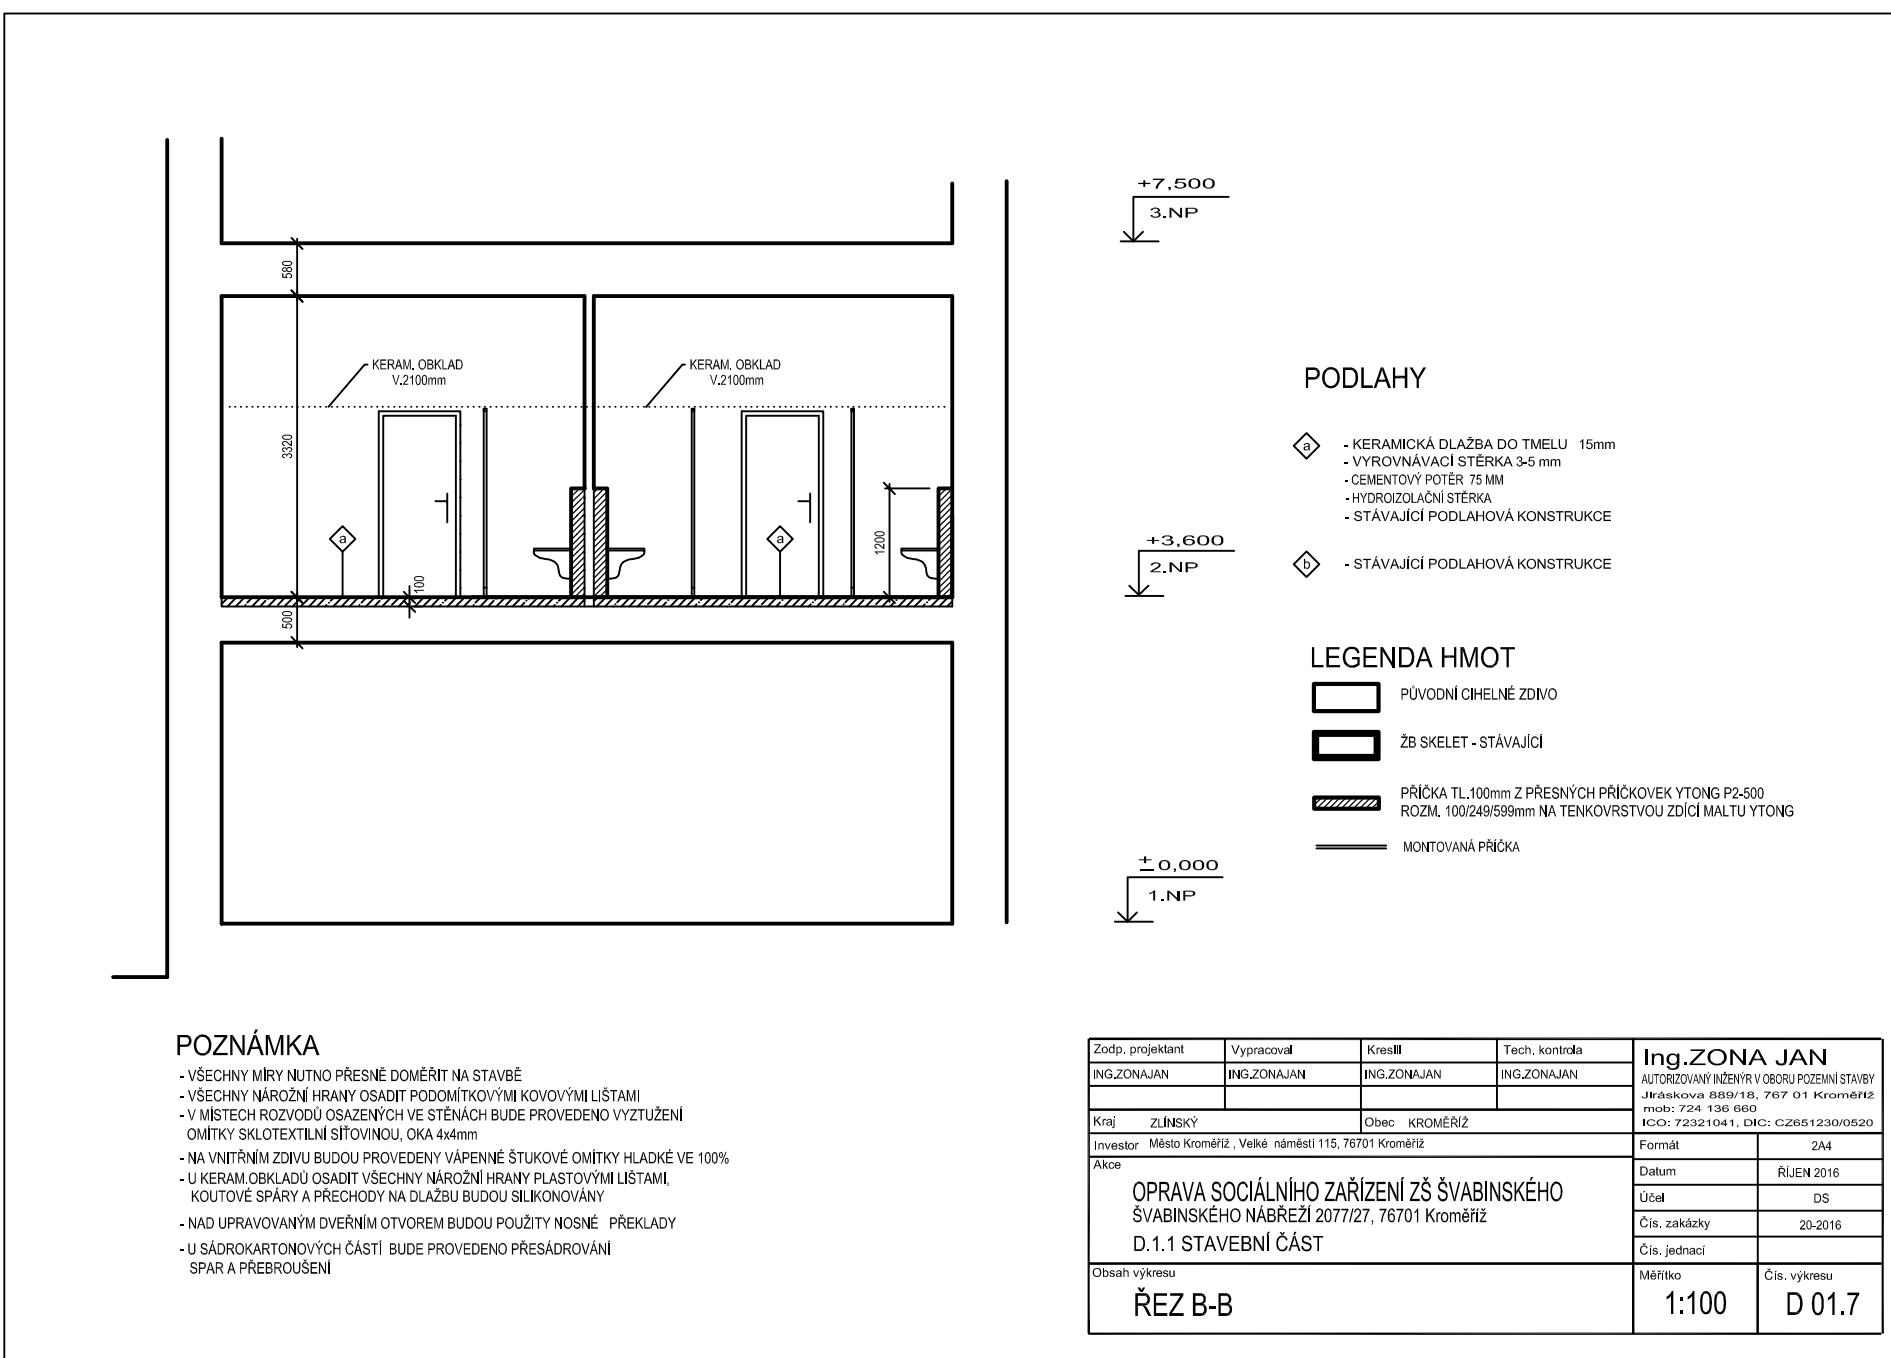 +7,500
3.NP
580
KERAM. OBKLAD
V.2100mm
KERAM. OBKLAD
V.2100mm
3320
a
a
100
1200
500
+3,600
2.NP
± 0,000
1.NP
PODLAHY
a
- KERAMICKÁ DLAŽBA DO TMELU 15mm
- VYROVNÁVACÍ STĚRKA 3-5 mm
- CEMENTOVÝ POTĚR 75 MM
- HYDROIZOLAČNÍ STĚRKA
- STÁVAJÍCÍ PODLAHOVÁ KONSTRUKCE
b
- STÁVAJÍCÍ PODLAHOVÁ KONSTRUKCE
LEGENDA HMOT
PŮVODNÍ CIHELNÉ ZDIVO
ŽB SKELET - STÁVAJÍCÍ
PŘÍČKA TL.100mm Z PŘESNÝCH PŘÍČKOVEK YTONG P2-500
ROZM. 100/249/599mm NA TENKOVRSTVOU ZDÍCÍ MALTU YTONG
MONTOVANÁ PŘÍČKA
POZNÁMKA
- VŠECHNY MÍRY NUTNO PŘESNĚ DOMĚŘIT NA STAVBĚ
- VŠECHNY NÁROŽNÍ HRANY OSADIT PODOMÍTKOVÝMI KOVOVÝMI LIŠTAMI
- V MÍSTECH ROZVODŮ OSAZENÝCH VE STĚNÁCH BUDE PROVEDENO VYZTUŽENÍ
OMÍTKY SKLOTEXTILNÍ SÍŤOVINOU, OKA 4x4mm
- NA VNITŘNÍM ZDIVU BUDOU PROVEDENY VÁPENNÉ ŠTUKOVÉ OMÍTKY HLADKÉ VE 100%
- U KERAM.OBKLADŮ OSADIT VŠECHNY NÁROŽNÍ HRANY PLASTOVÝMI LIŠTAMI,
KOUTOVÉ SPÁRY A PŘECHODY NA DLAŽBU BUDOU SILIKONOVÁNY
- NAD UPRAVOVANÝM DVEŘNÍM OTVOREM BUDOU POUŽITY NOSNÉ PŘEKLADY
- U SÁDROKARTONOVÝCH ČÁSTÍ BUDE PROVEDENO PŘESÁDROVÁNÍ
SPAR A PŘEBROUŠENÍ
Zodp. projektant Vypracoval Kreslil Tech. kontrola
ING.ZONAJAN ING.ZONAJAN ING.ZONAJAN ING.ZONAJAN
Kraj ZLÍNSKÝ Obec KROMĚŘÍŽ
Investor Město Kroměříž , Velké náměstí 115, 76701 Kroměříž
Akce
OPRAVA SOCIÁLNÍHO ZAŘÍZENÍ ZŠ ŠVABINSKÉHO
ŠVABINSKÉHO NÁBŘEŽÍ 2077/27, 76701 Kroměříž
D.1.1 STAVEBNÍ ČÁST
Obsah výkresu
ŘEZ B-B
Ing.ZONA JAN
AUTORIZOVANÝ INŽENÝR V OBORU POZEMNÍ STAVBY
Jiráskova 889/18, 767 01 Kroměříž
mob: 724 136 660
ICO: 72321041, DIC: CZ651230/0520
Formát 2A4
Datum ŘÍJEN 2016
Účel DS
Čís. zakázky 20-2016
Čís. jednací
Měřítko Čís. výkresu
1:100 D 01.7